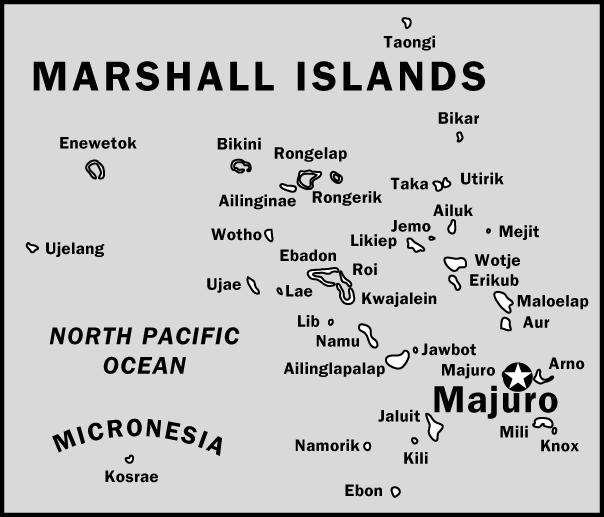 Taongi
MARSHALL ISLANDS
Bikar
Enewetok
Bikini
Rongelap
Taka
Utirik
Ailinginae
Rongerik
Ailuk
Jemo
Mejit
Wotho
Likiep
Ujelang
Ebadon
Roi
Wotje
Erikub
Ujae
Lae
Kwajalein
Maloelap
Lib
Aur
NORTH PACIFIC
OCEAN
Namu
Jawbot
Ailinglapalap
Majuro
Arno
Majuro
Jaluit
Mili
Knox
MICRONESIA
Namorik
Kili
Kosrae
Ebon